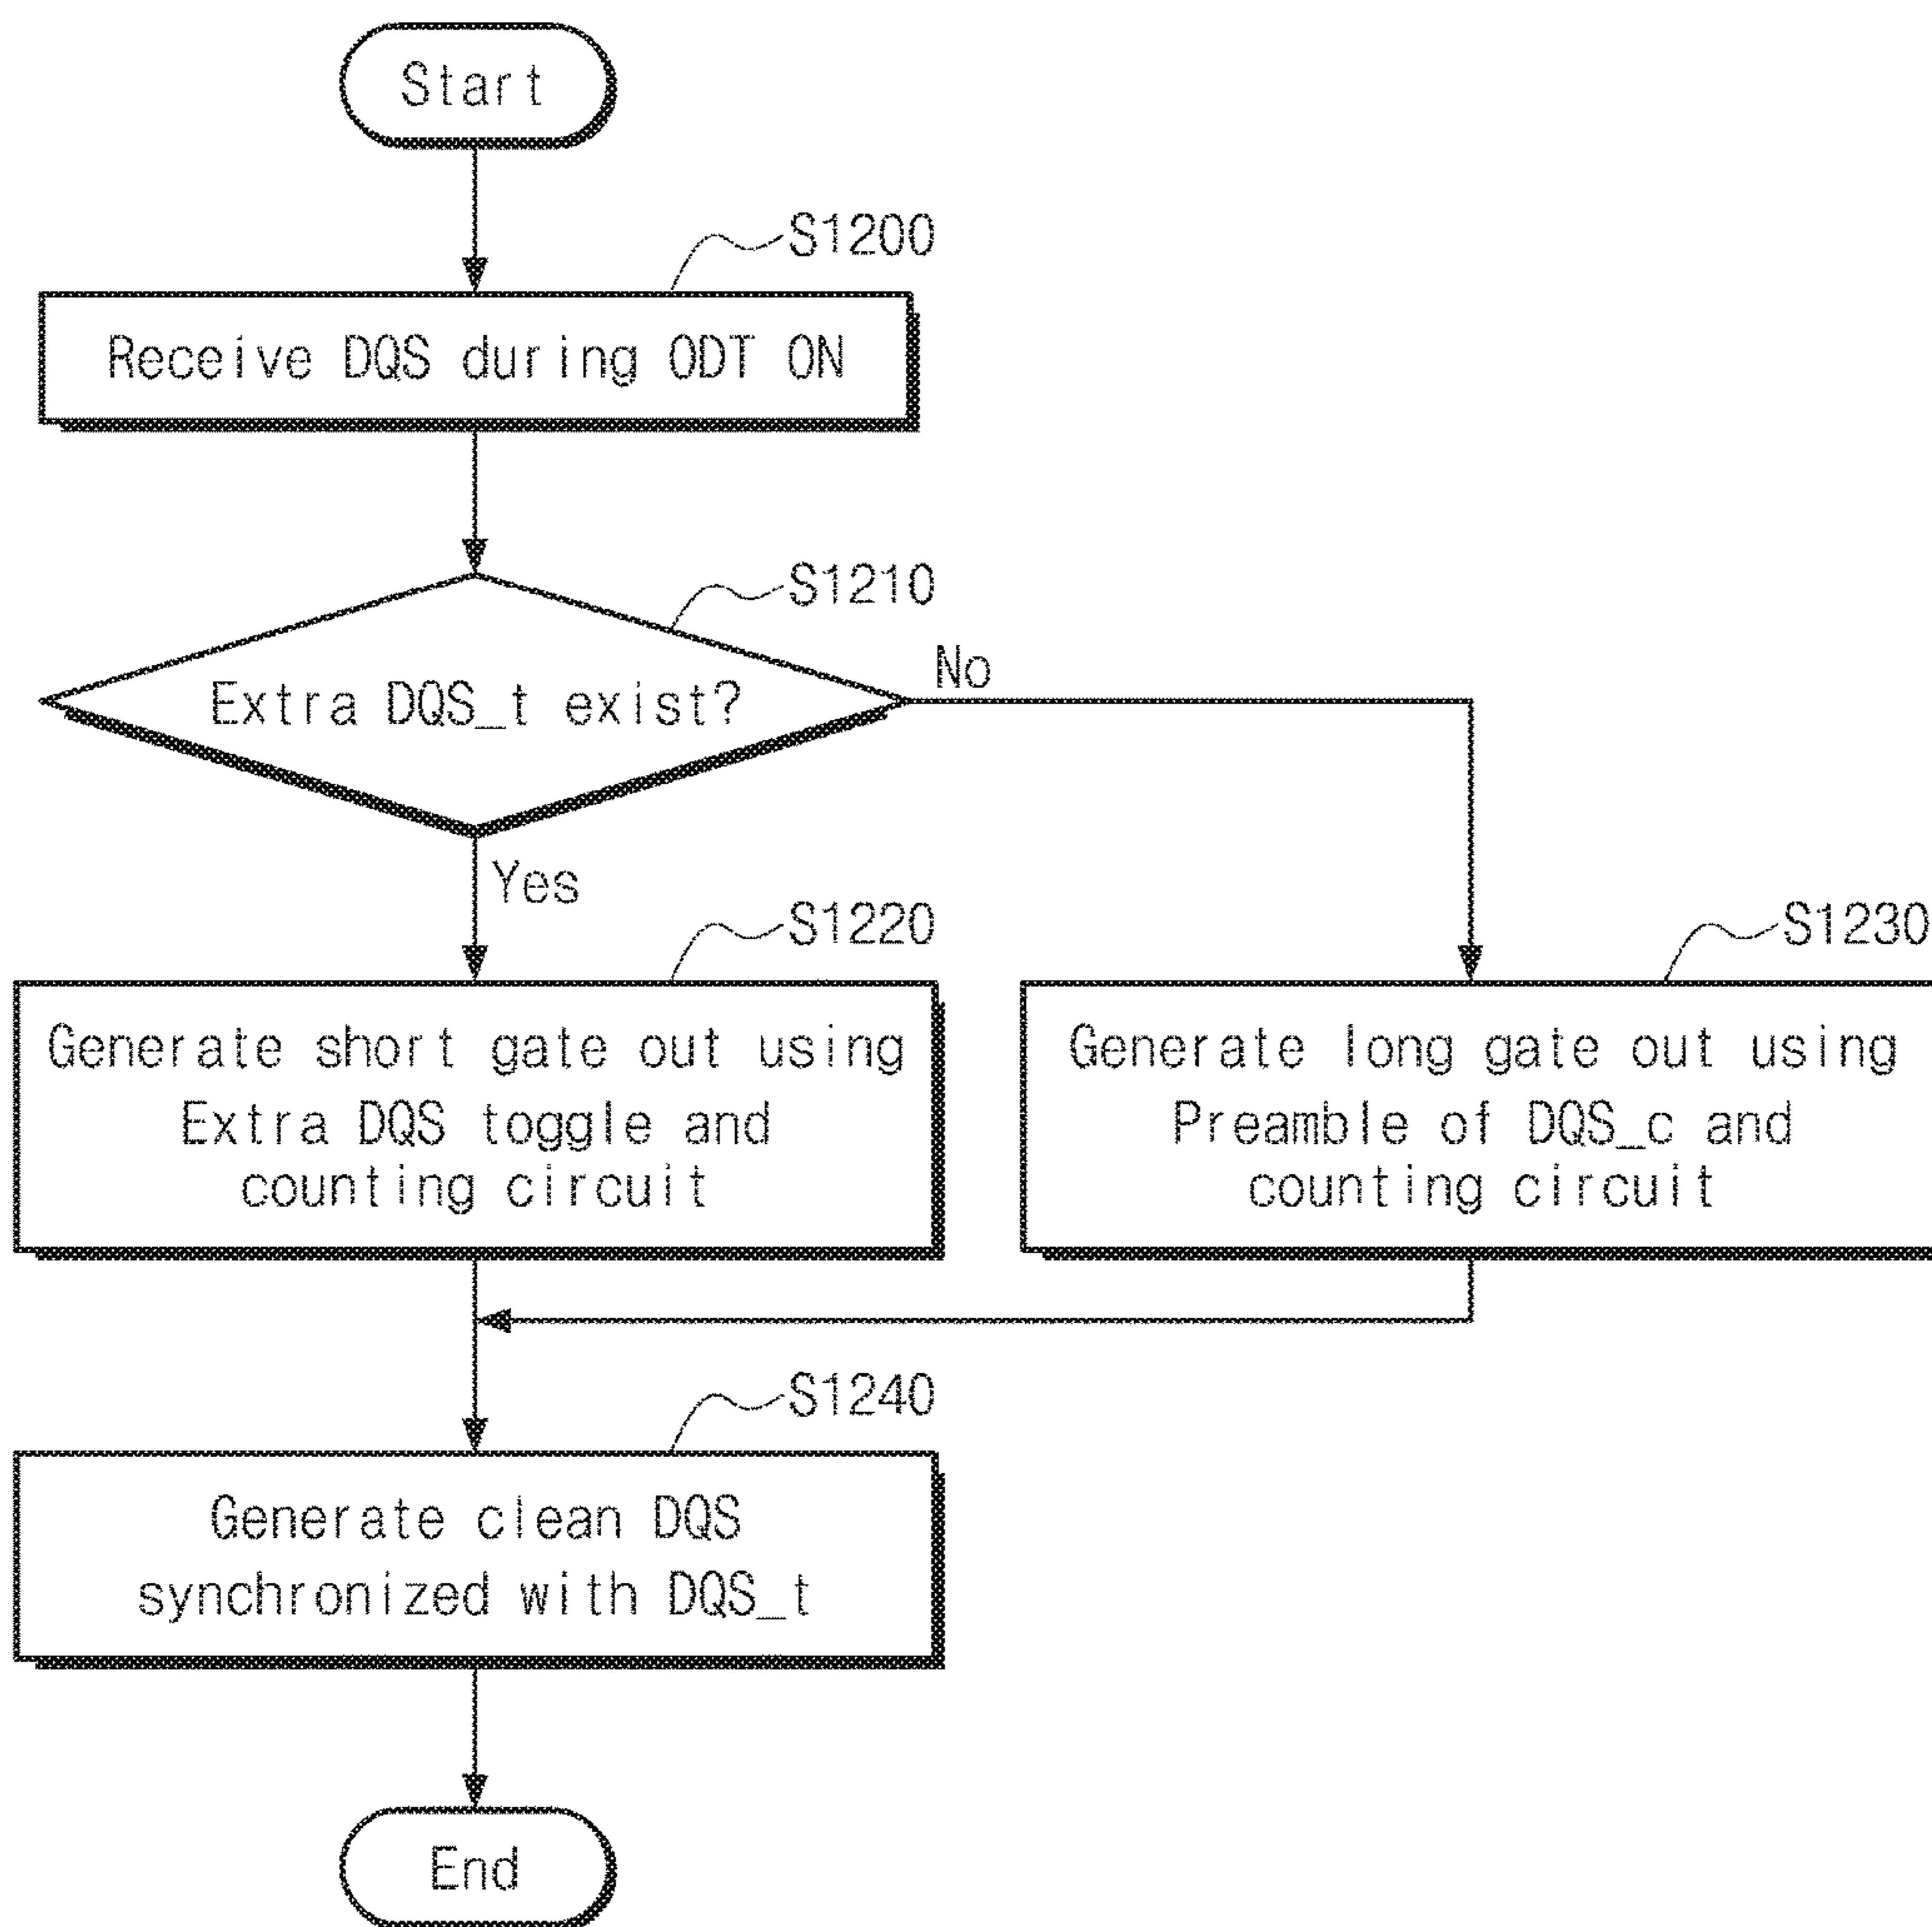 Start
S1200
Receive DQS during ODT ON
S1210
Extra DQS_t exist?
No
Yes
S1220
Generate short gate out using
Extra DQS toggle and
counting circuit
S1230
Generate long gate out using
Preamble of DQS_c and
counting circuit
S1240
Generate clean DQS
synchronized with DQS_t
End